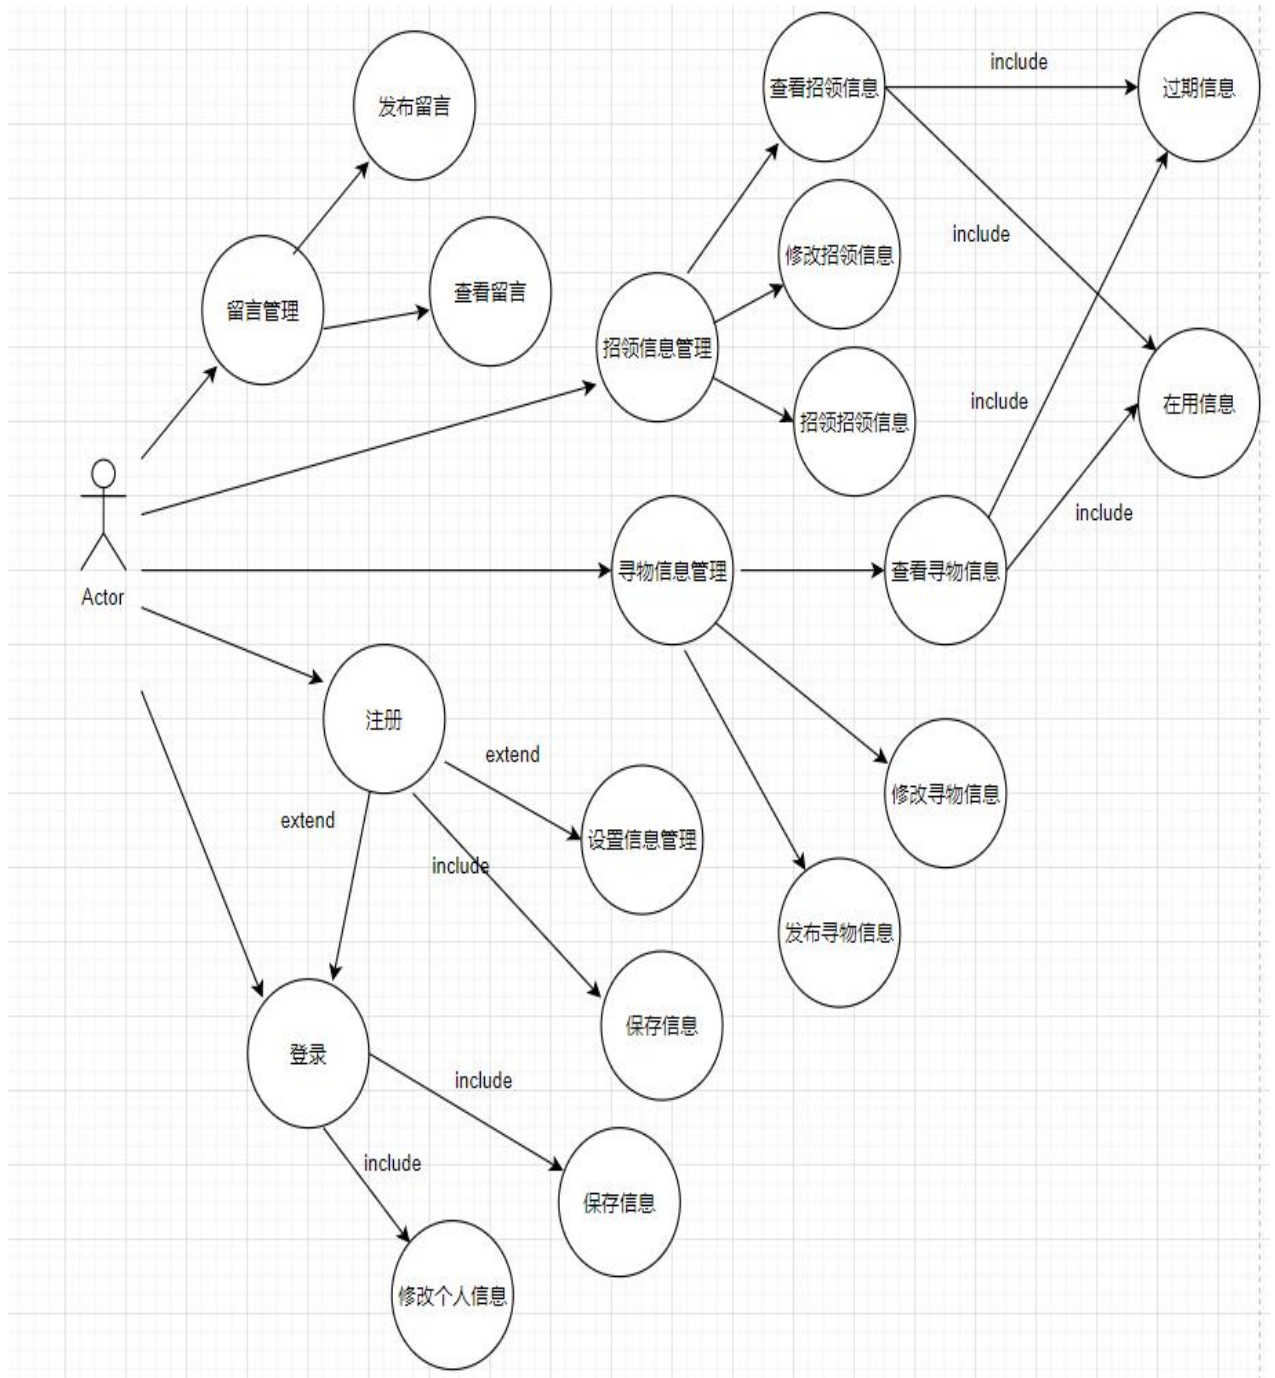 查看招领信息
include
过期信息
发布留言
include
修改招领信息
查看留言
留言管理
招领信息管理
include
在用信息
招领招领信息
include
寻物信息管理
查看寻物信息
Actor
注册
extend
修改寻物信息
extend
设置信息管理
include
发布寻物信息
保存信息
登录
include
include
保存信息
修改个人信息